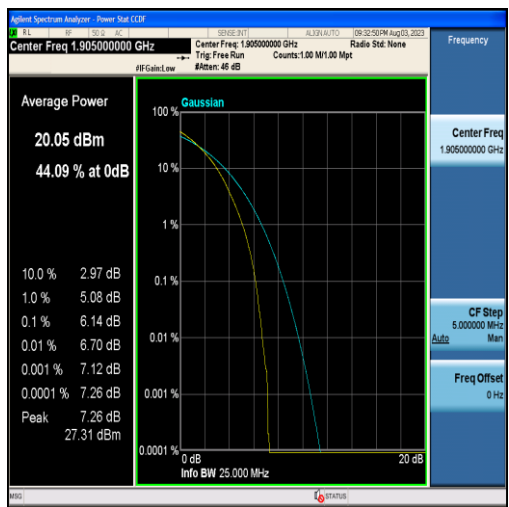 Agilent Spectrum Analyzer - Power Stat CCDF
RL RF 50 Ω AC SENSE:INT ALIGN AUTO 09:32:50 PM Aug 03, 2023
Center Freq 1.905000000 GHz
Center Freq: 1.905000000 GHz Radio Std: None
Trig: Free Run Counts:1.00 M/1.00 Mpt
#IFGain:Low #Atten: 46 dB
Frequency
Average Power
20.05 dBm
44.09 % at 0dB
10.0 % 2.97 dB
1.0 % 5.08 dB
0.1 % 6.14 dB
0.01 % 6.70 dB
0.001 % 7.12 dB
0.0001 % 7.26 dB
Peak 7.26 dB
27.31 dBm
Gaussian
100 %
10 %
1 %
0.1 %
0.01 %
0.001 %
0.0001 %
0 dB 20 dB
Info BW 25.000 MHz
Center Freq
1.905000000 GHz
CF Step
5.000000 MHz
Auto Man
Freq Offset
0 Hz
MSG STATUS